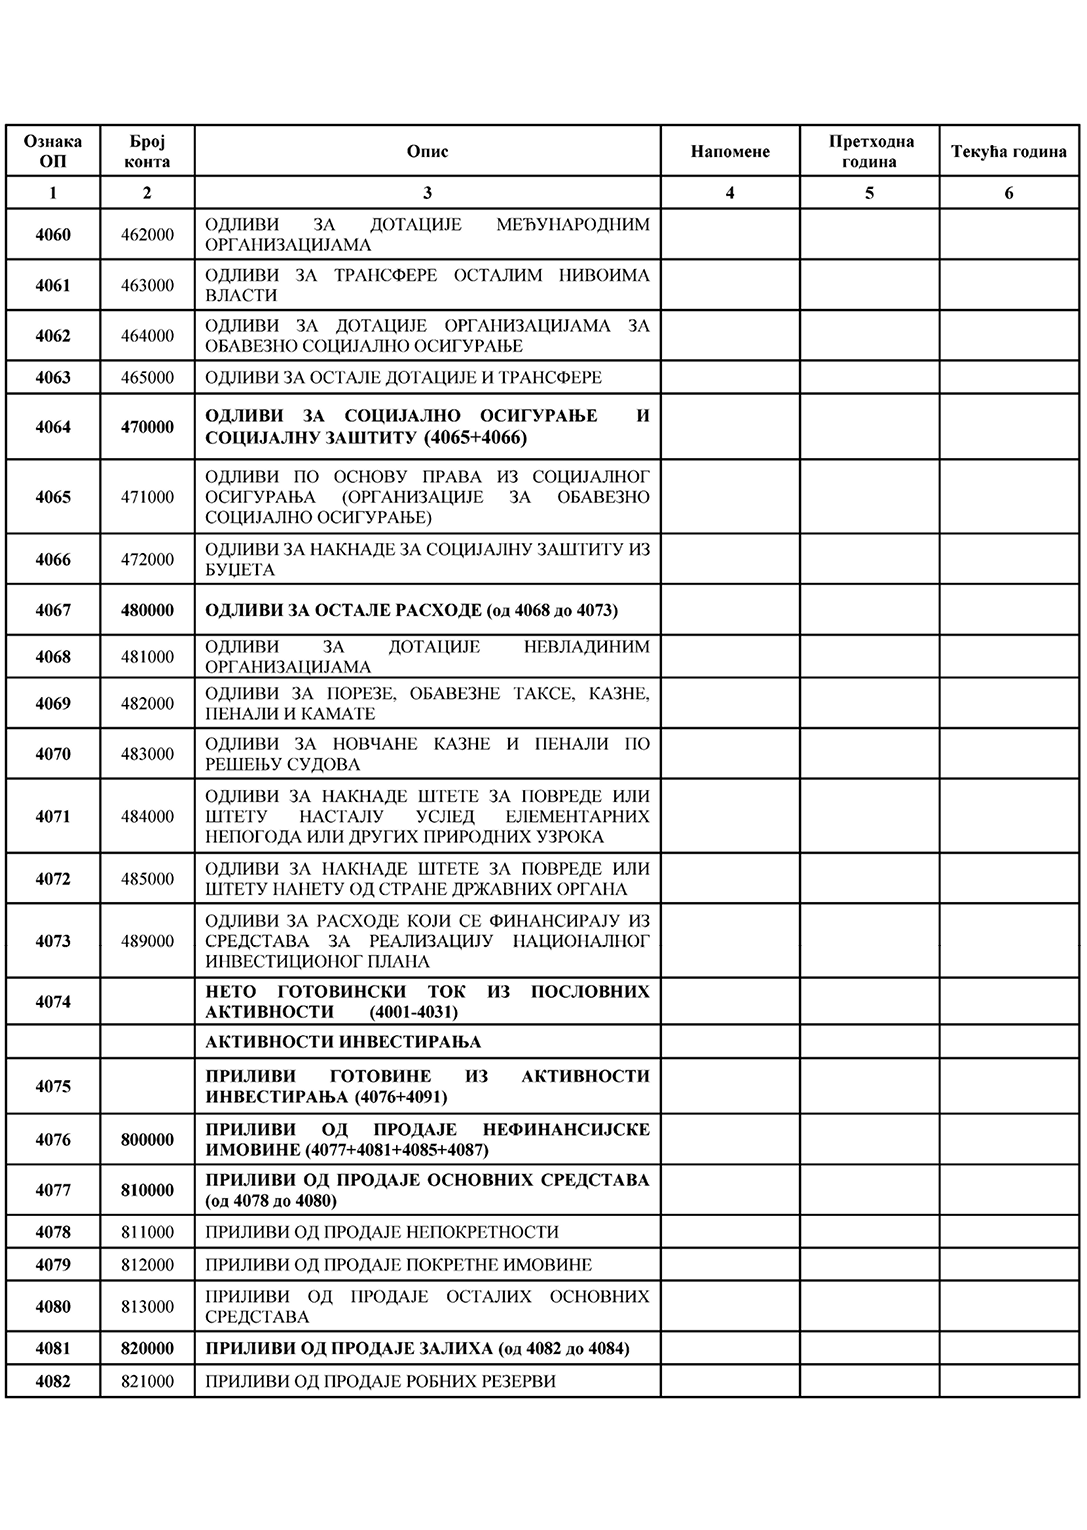 Ознака ОП
Број конта
Опис
Напомене
Претходна година
Текућа година
1 2 3 4 5 6
4060 462000 ОДЛИВИ ЗА ДОТАЦИЈЕ МЕЂУНАРОДНИМ
ОРГАНИЗАЦИЈАМА
4061 463000 ОДЛИВИ ЗА ТРАНСФЕРЕ ОСТАЛИМ НИВОИМА
ВЛАСТИ
4062 464000 ОДЛИВИ ЗА ДОТАЦИЈЕ ОРГАНИЗАЦИЈАМА ЗА
ОБАВЕЗНО СОЦИЈАЛНО ОСИГУРАЊЕ
4063 465000 ОДЛИВИ ЗА ОСТАЛЕ ДОТАЦИЈЕ И ТРАНСФЕРЕ
4064 470000 ОДЛИВИ ЗА СОЦИЈАЛНО ОСИГУРАЊЕ И
СОЦИЈАЛНУ ЗАШТИТУ (4065+4066)
4065 471000 ОДЛИВИ ПО ОСНОВУ ПРАВА ИЗ СОЦИЈАЛНОГ
ОСИГУРАЊА (ОРГАНИЗАЦИЈЕ ЗА ОБАВЕЗНО
СОЦИЈАЛНО ОСИГУРАЊЕ)
4066 472000 ОДЛИВИ ЗА НАКНАДЕ ЗА СОЦИЈАЛНУ ЗАШТИТУ ИЗ
БУЏЕТА
4067 480000 ОДЛИВИ ЗА ОСТАЛЕ РАСХОДЕ (од 4068 до 4073)
4068 481000 ОДЛИВИ ЗА ДОТАЦИЈЕ НЕВЛАДИНИМ
ОРГАНИЗАЦИЈАМА
4069 482000 ОДЛИВИ ЗА ПОРЕЗЕ, ОБАВЕЗНЕ ТАКСЕ, КАЗНЕ,
ПЕНАЛИ И КАМАТЕ
4070 483000 ОДЛИВИ ЗА НОВЧАНЕ КАЗНЕ И ПЕНАЛИ ПО
РЕШЕЊУ СУДОВА
4071 484000 ОДЛИВИ ЗА НАКНАДЕ ШТЕТЕ ЗА ПОВРЕДЕ ИЛИ
ШТЕТУ НАСТАЛУ УСЛЕД ЕЛЕМЕНТАРНИХ
НЕПОГОДА ИЛИ ДРУГИХ ПРИРОДНИХ УЗРОКА
4072 485000 ОДЛИВИ ЗА НАКНАДЕ ШТЕТЕ ЗА ПОВРЕДЕ ИЛИ
ШТЕТУ НАНЕТУ ОД СТРАНЕ ДРЖАВНИХ ОРГАНА
4073 489000 ОДЛИВИ ЗА РАСХОДЕ КОЈИ СЕ ФИНАНСИРАЈУ ИЗ
СРЕДСТАВА ЗА РЕАЛИЗАЦИЈУ НАЦИОНАЛНОГ
ИНВЕСТИЦИОНОГ ПЛАНА
4074 НЕТО ГОТОВИНСКИ ТОК ИЗ ПОСЛОВНИХ
АКТИВНОСТИ (4001-4031)
АКТИВНОСТИ ИНВЕСТИРАЊА
4075 ПРИЛИВИ ГОТОВИНЕ ИЗ АКТИВНОСТИ
ИНВЕСТИРАЊА (4076+4091)
4076 800000 ПРИЛИВИ ОД ПРОДАЈЕ НЕФИНАНСИЈСКЕ
ИМОВИНЕ (4077+4081+4085+4087)
4077 810000 ПРИЛИВИ ОД ПРОДАЈЕ ОСНОВНИХ СРЕДСТАВА
(од 4078 до 4080)
4078 811000 ПРИЛИВИ ОД ПРОДАЈЕ НЕПОКРЕТНОСТИ
4079 812000 ПРИЛИВИ ОД ПРОДАЈЕ ПОКРЕТНЕ ИМОВИНЕ
4080 813000 ПРИЛИВИ ОД ПРОДАЈЕ ОСТАЛИХ ОСНОВНИХ
СРЕДСТАВА
4081 820000 ПРИЛИВИ ОД ПРОДАЈЕ ЗАЛИХА (од 4082 до 4084)
4082 821000 ПРИЛИВИ ОД ПРОДАЈЕ РОБНИХ РЕЗЕРВИ